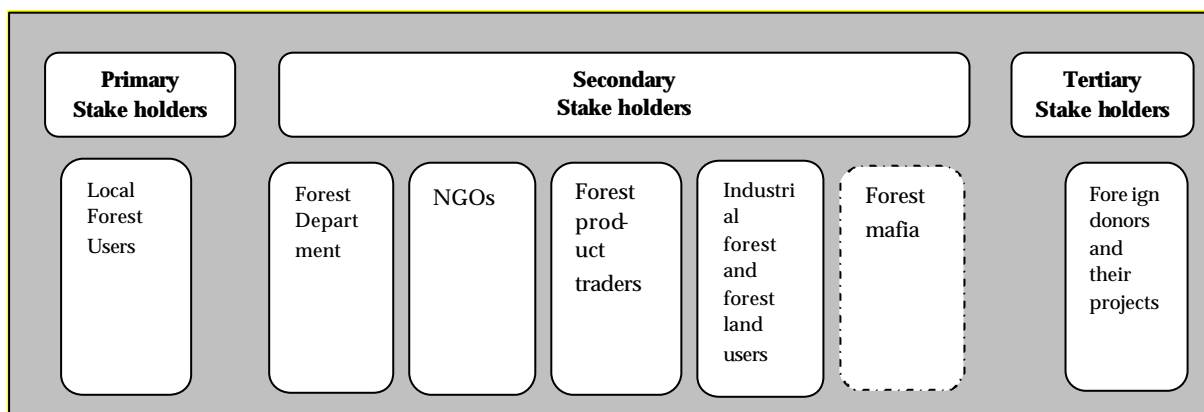 Primary
Stake holders
Secondary
Stake holders
Tertiary
Stake holders
Local
Forest
Users
Forest
Depart
ment
NGOs
Forest
prod-
uct
traders
Industri
al
forest
and
forest
land
users
Forest
mafia
Fore ign
donors
and
their
projects